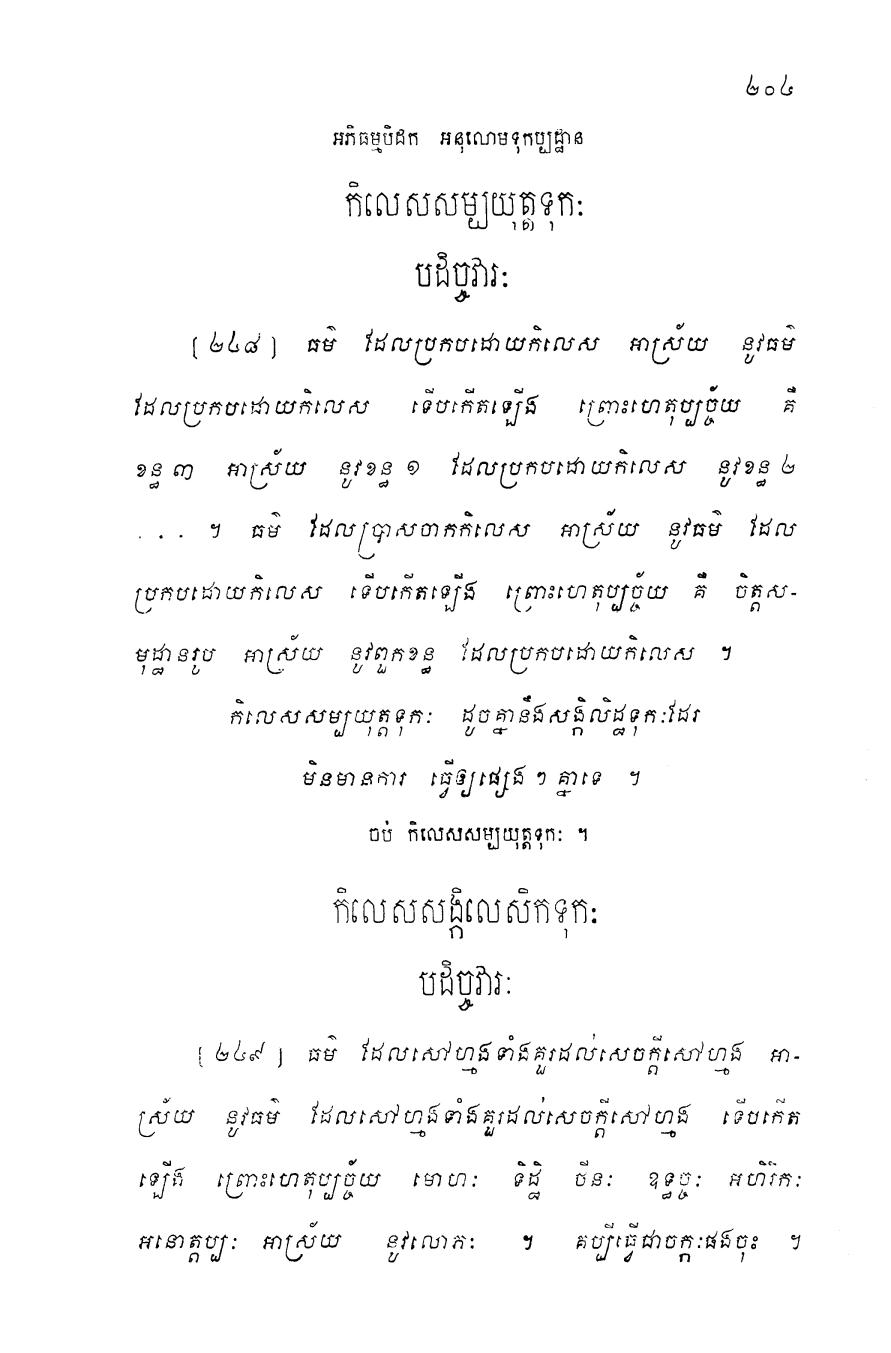 ២០៤
អភិធម្មបិដក អនុលោមទុកប្បដ្ឋាន
កិលេសសម្បយុត្តទុកៈ
បដិច្ចវារៈ
[២៤៨] ធម៌ ដែលប្រកបដោយកិលេស អាស្រ័យ នូវធម៌
ដែលប្រកបដោយកិលេស ទើបកើតឡើង ព្រោះហេតុប្បច្ច័យ គឺ
ខន្ធ ៣ អាស្រ័យ នូវខន្ធ ១ ដែលប្រកបដោយកិលេស នូវខន្ធ ២
... ។ ធម៌ ដែលប្រាសចាកកិលេស អាស្រ័យ នូវធម៌ ដែល
ប្រកបដោយកិលេស ទើបកើតឡើង ព្រោះហេតុប្បច្ច័យ គឺ ចិត្តស-
មុដ្ឋានរូប អាស្រ័យ នូវពួកខន្ធ ដែលប្រកបដោយកិលេស ។
កិលេសសម្បយុត្តទុកៈ ដូចគ្នានឹងសង្កិលិដ្ឋទុកៈដែរ
មិនមានការ ធ្វើឲ្យផ្សេង ៗ គ្នាទេ ។
ចប់ កិលេសសម្បយុត្តទុកៈ ។
កិលេសសង្កិលេសិកទុកៈ
បដិច្ចវារៈ
[២៤៩] ធម៌ ដែលសៅហ្មងទាំងគួរដល់សេចក្តីសៅហ្មង អា-
ស្រ័យ នូវធម៌ ដែលសៅហ្មងទាំងគួរដល់សេចក្តីសៅហ្មង ទើបកើត
ឡើង ព្រោះហេតុប្បច្ច័យ មោហៈ ទិដ្ឋិ ថីនៈ ឧទ្ធច្ចៈ អហិរិកៈ
អនោត្តប្បៈ អាស្រ័យ នូវលោភៈ ។ គប្បីធ្វើជាចក្កៈផងចុះ ។